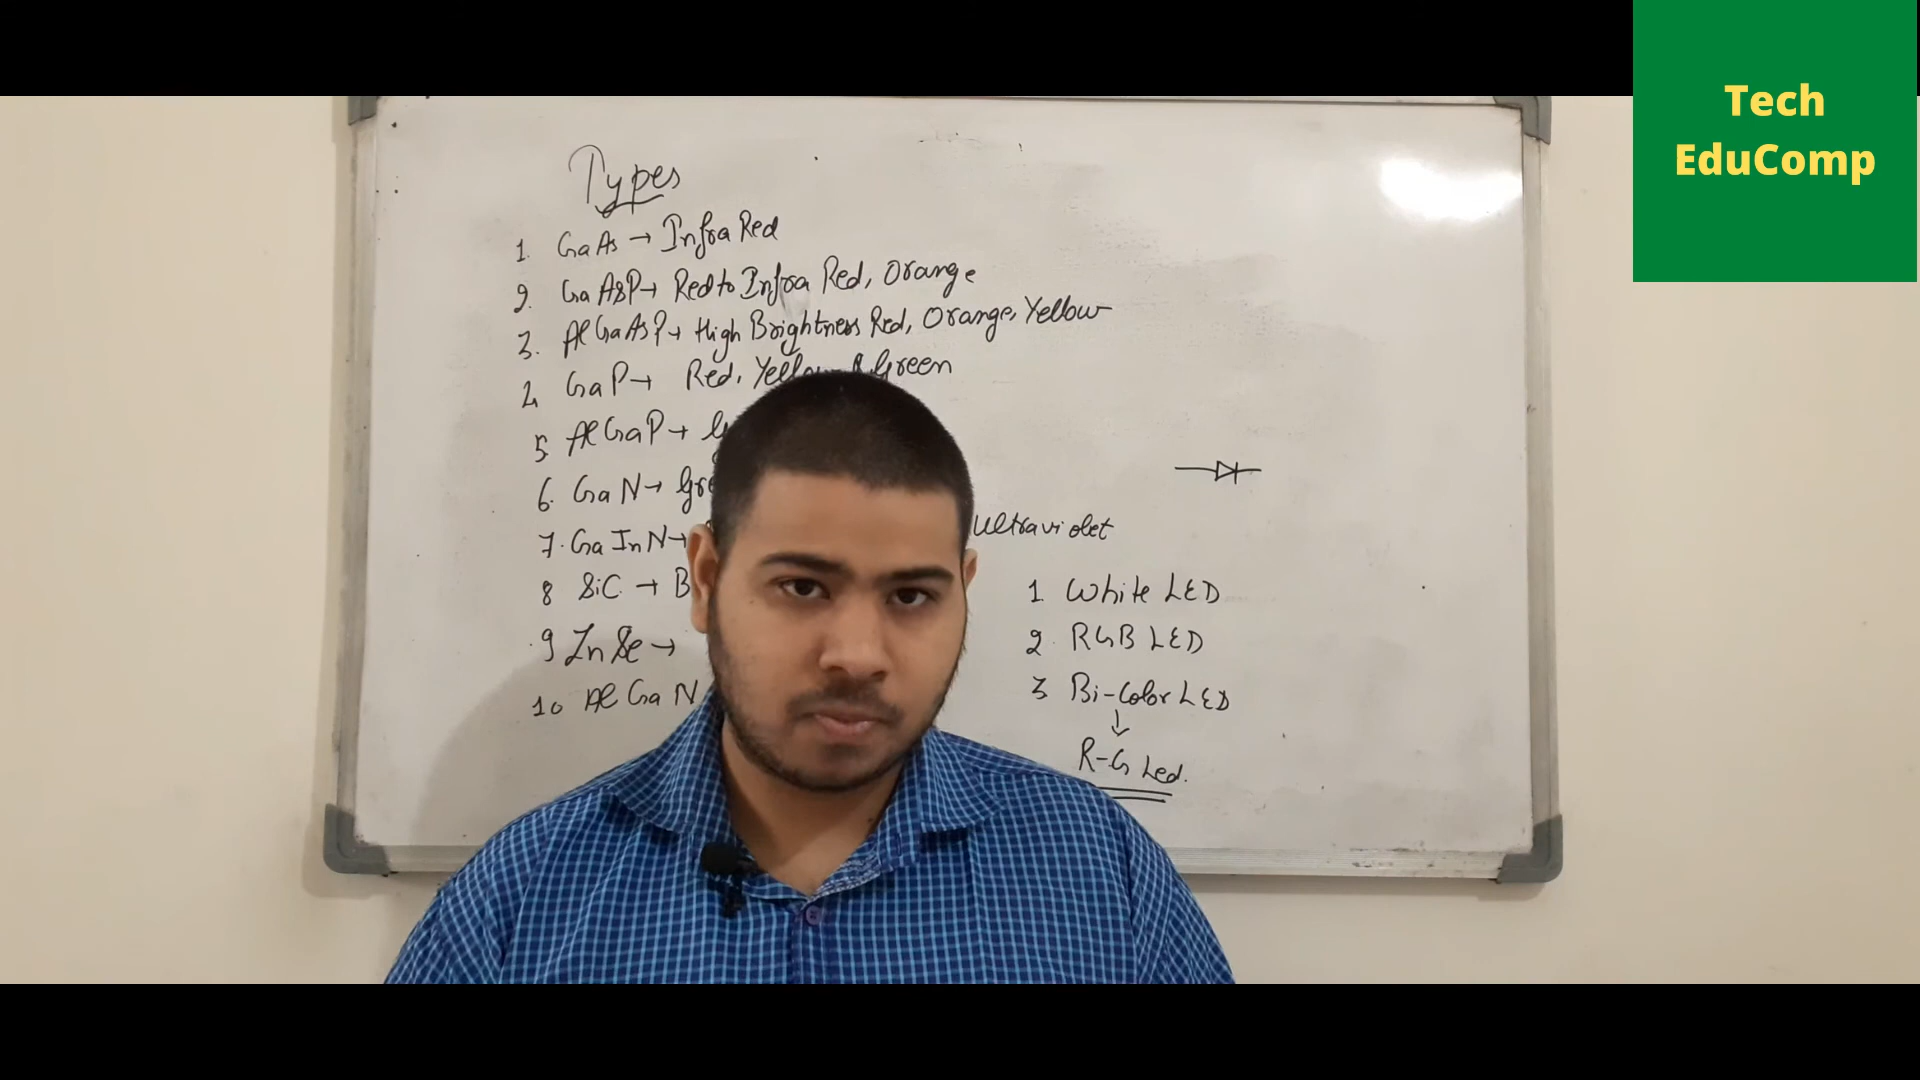 Tech
EduComp
Types
1. GaAs → Infra Red
2. GaAsP → Red to Infra Red, Orange
3. AlGaAsP → High Brightness Red, Orange, Yellow
4 GaP → Red, Yellow & Green
5 AlGaP →
6. GaN → Gre
7. GaInN →
Ultraviolet
8 SiC → B
9 ZnSe →
10 AlGaN
1. White LED
2. RGB LED
3 Bi-Color LED
↓
R-G Led.